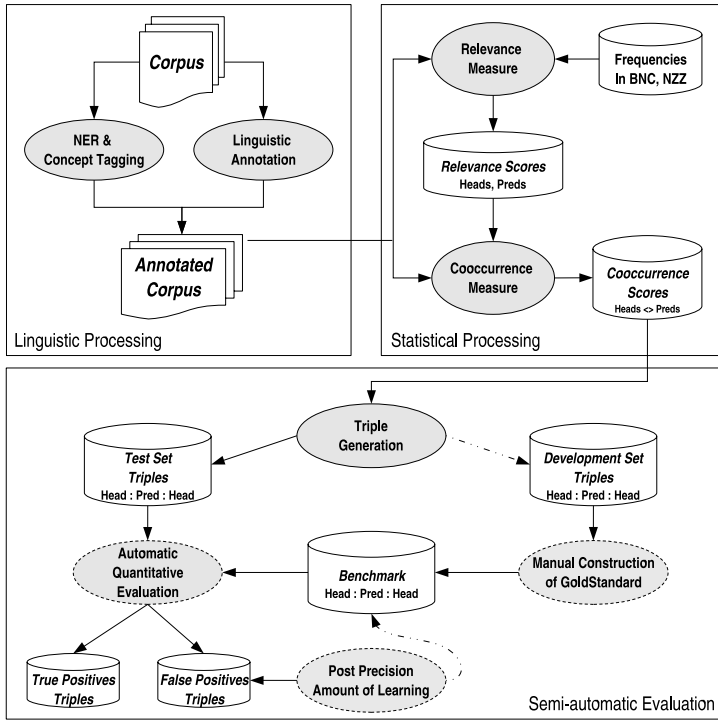 Corpus
NER &
Concept Tagging
Linguistic
Annotation
Annotated
Corpus
Linguistic Processing
Relevance
Measure
Frequencies
In BNC, NZZ
Relevance Scores
Heads, Preds
Cooccurrence
Measure
Cooccurrence
Scores
Heads <> Preds
Statistical Processing
Triple
Generation
Test Set
Triples
Head : Pred : Head
Development Set
Triples
Head : Pred : Head
Automatic
Quantitative
Evaluation
Benchmark
Head : Pred : Head
Manual Construction
of GoldStandard
True Positives
Triples
False Positives
Triples
Post Precision
Amount of Learning
Semi-automatic Evaluation